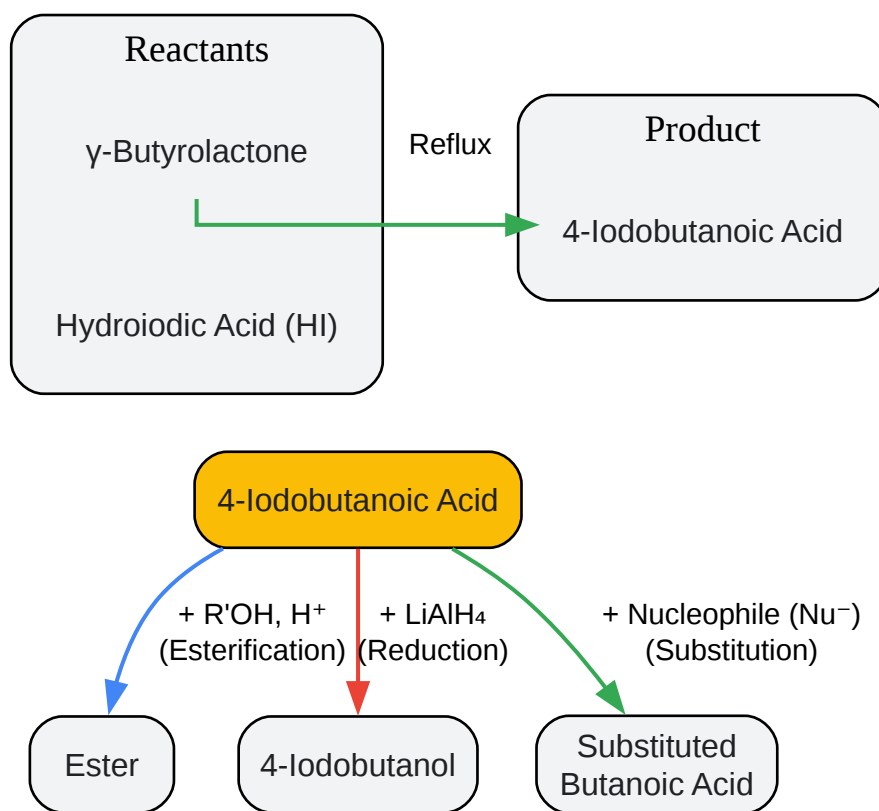 Reactants
γ-Butyrolactone
Hydroiodic Acid (HI)
Reflux
Product
4-Iodobutanoic Acid
4-Iodobutanoic Acid
+ R'OH, H⁺
(Esterification)
+ LiAlH₄
(Reduction)
+ Nucleophile (Nu⁻)
(Substitution)
Ester
4-Iodobutanol
Substituted
Butanoic Acid